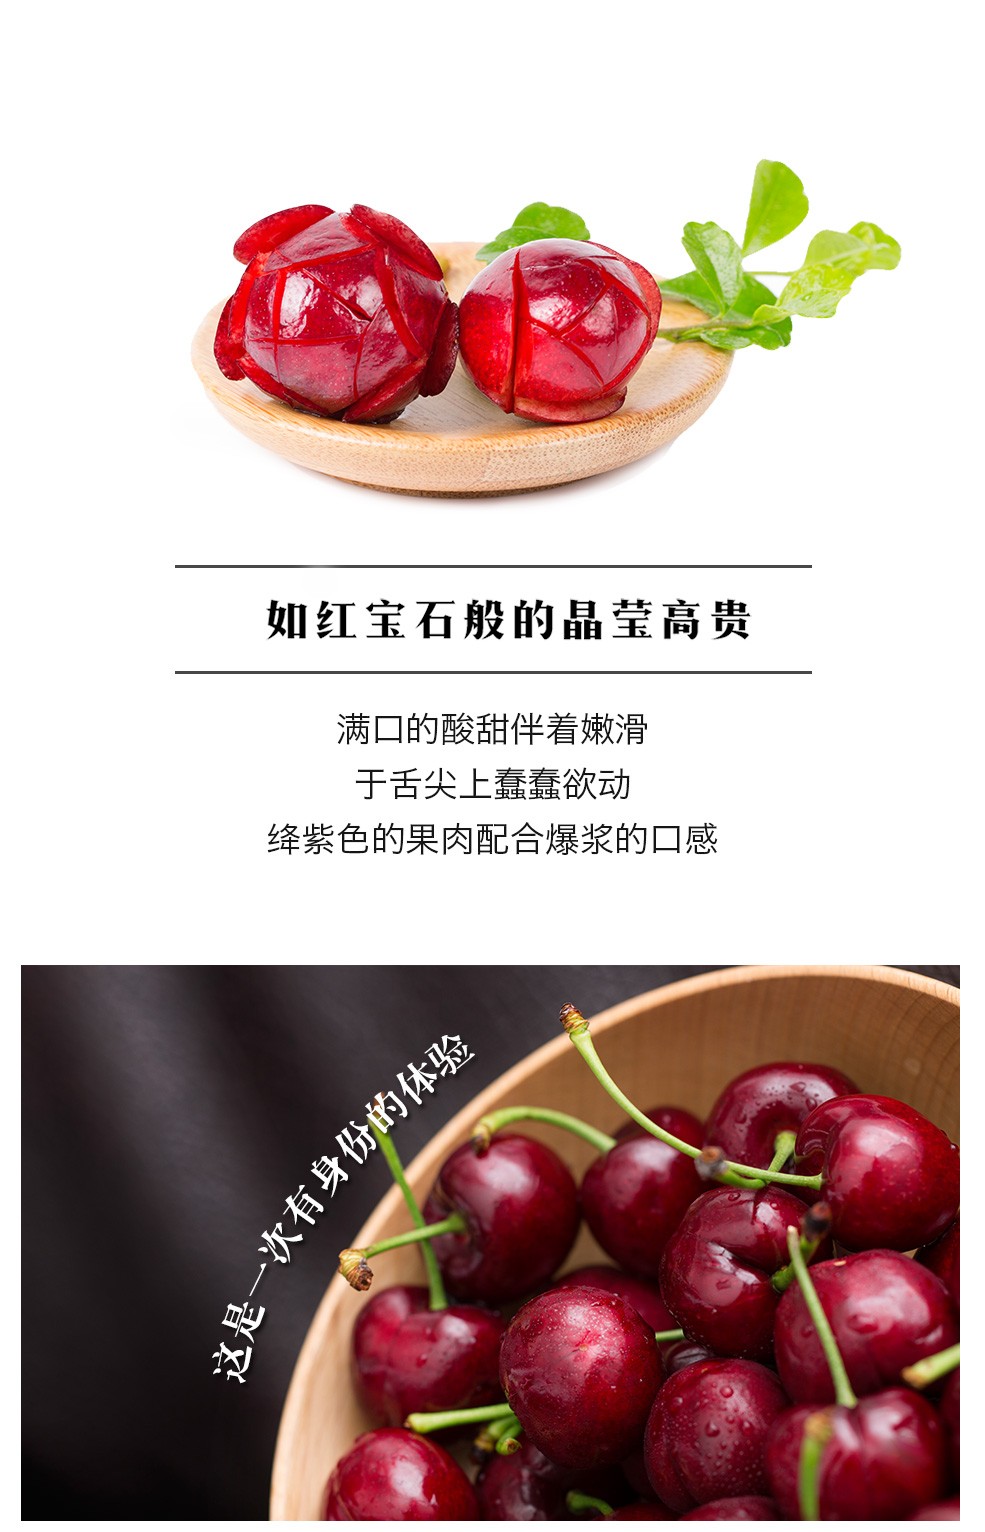 如红宝石般的晶莹高贵
满口的酸甜伴着嫩滑
于舌尖上蠢蠢欲动
绛紫色的果肉配合爆浆的口感
这是一次有身份的体验